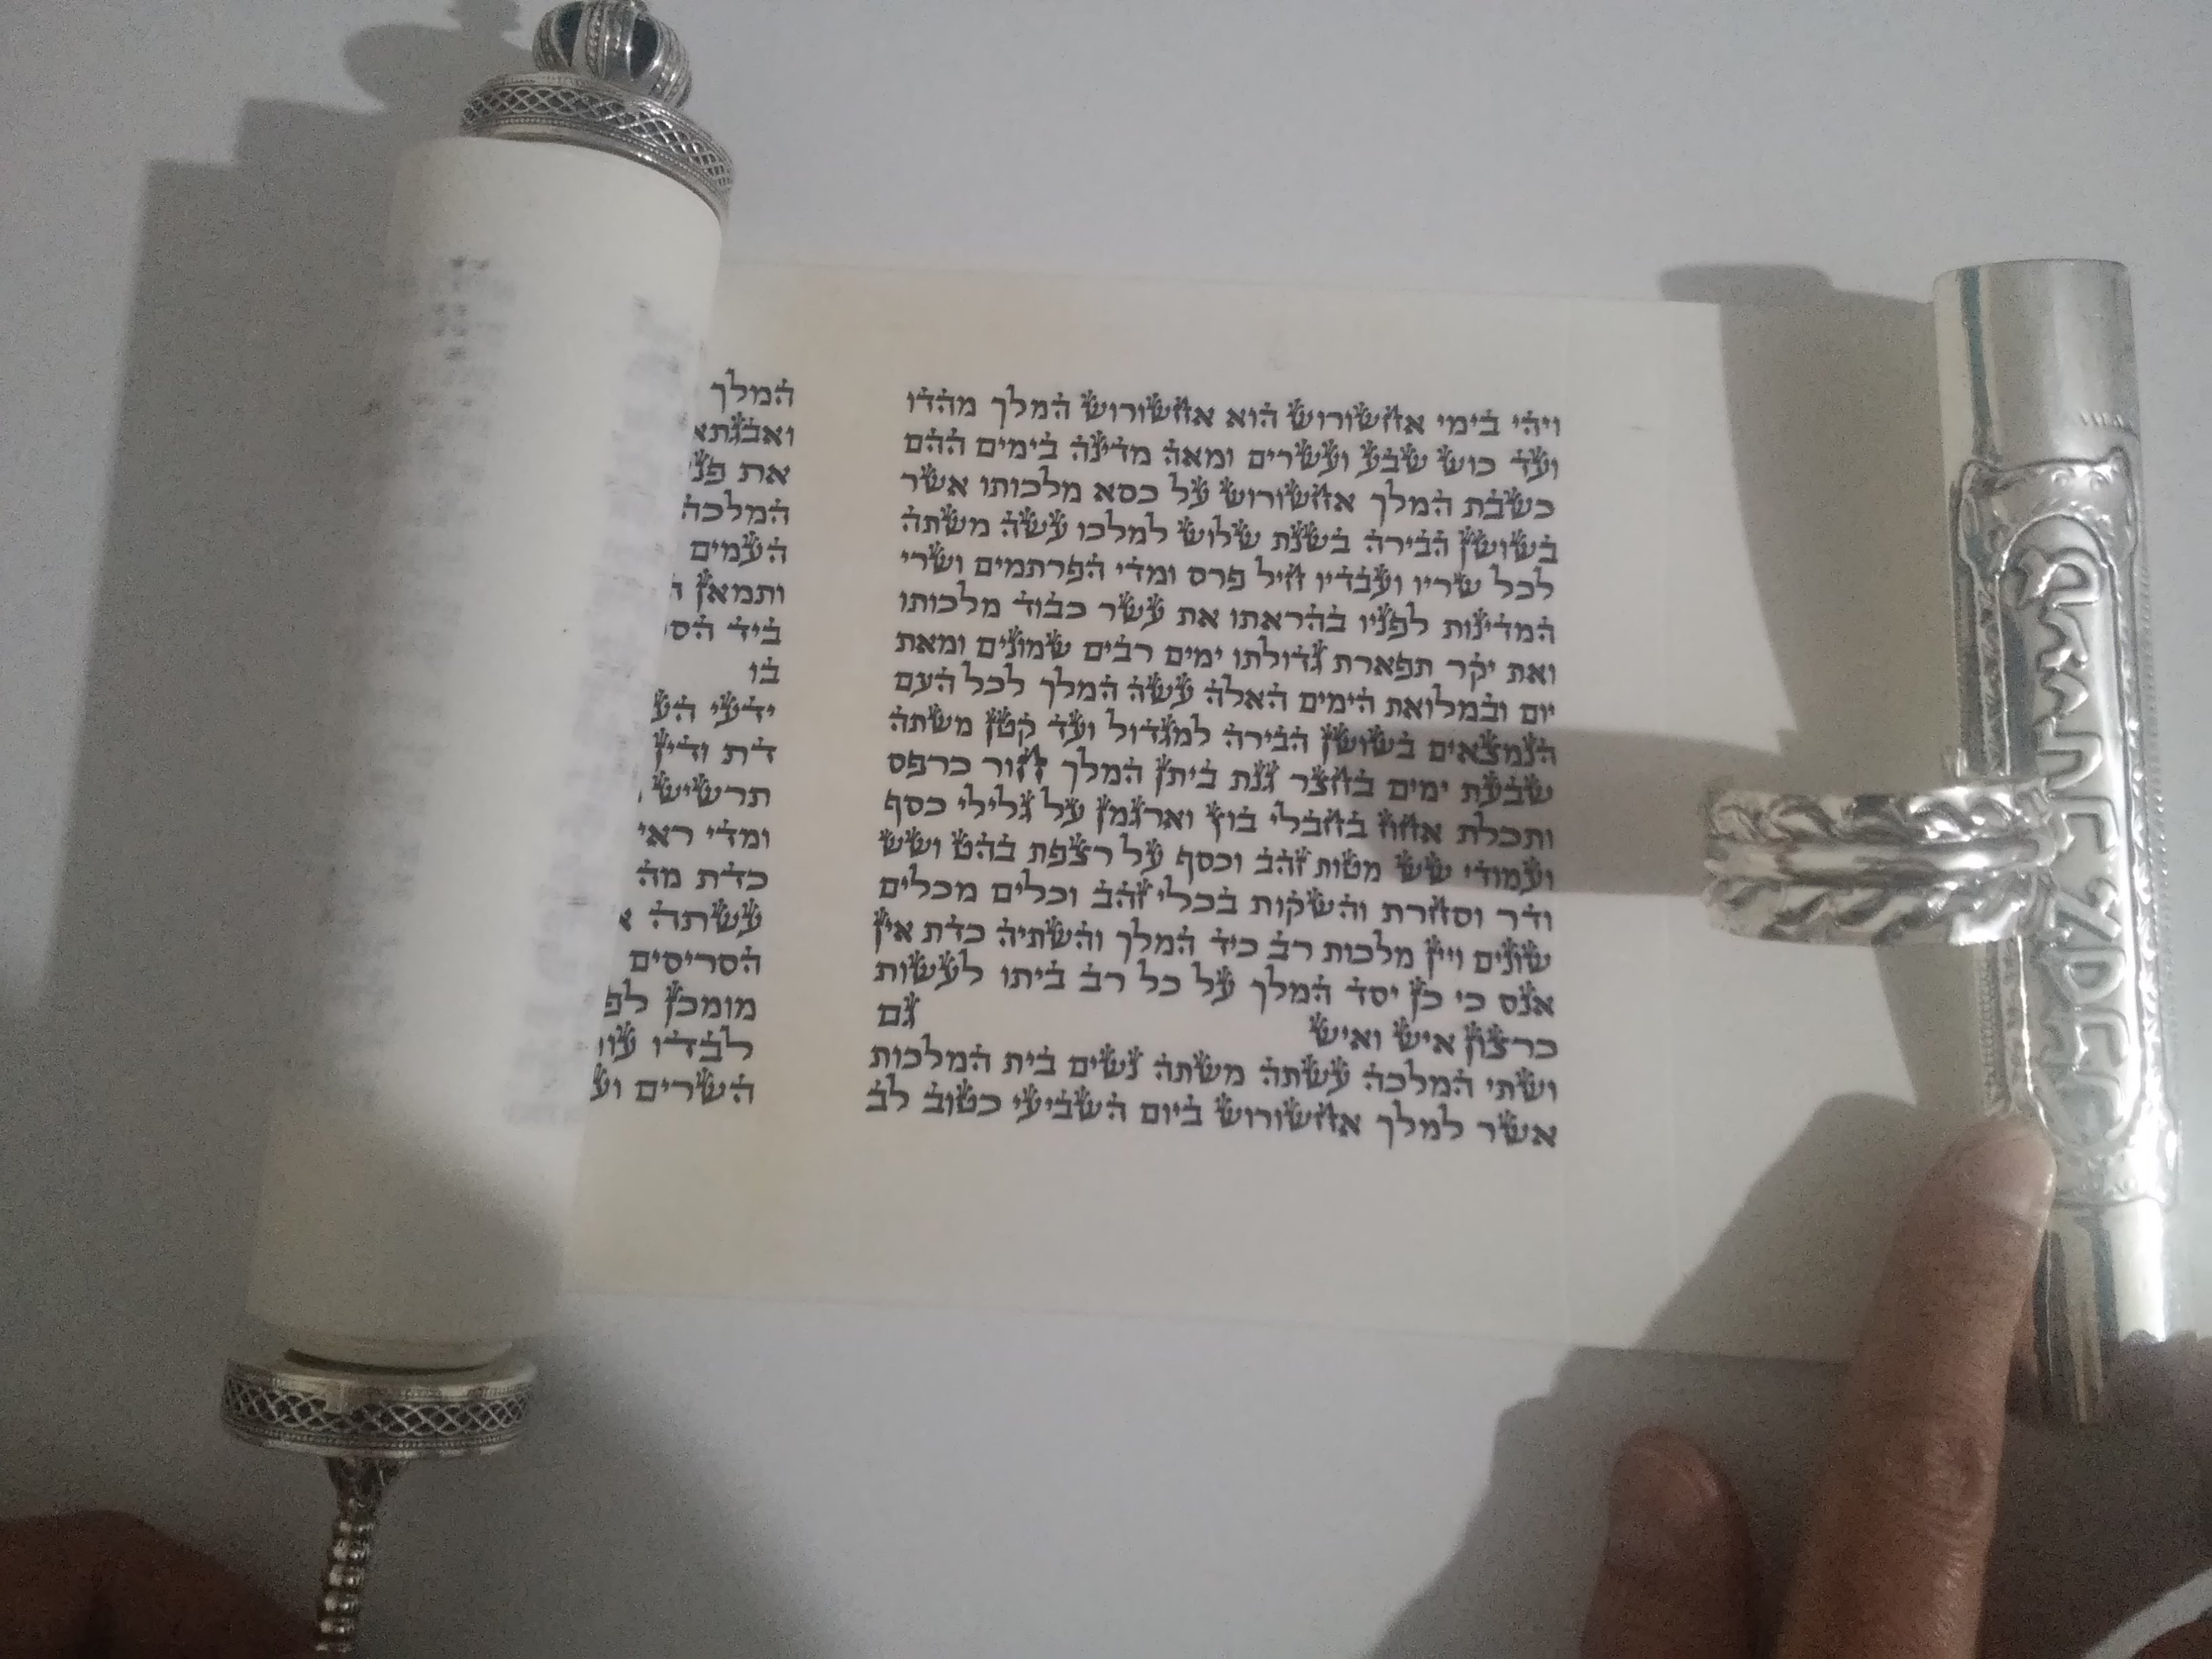 ויהי בימי אחשורוש הוא אחשורוש המלך מהדו
ועד כוש שבע ועשרים ומאה מדינה בימים ההם
כשבת המלך אחשורוש על כסא מלכותו אשר
בשושן הבירה בשנת שלוש למלכו עשה משתה
לכל שריו ועבדיו חיל פרס ומדי הפרתמים ושרי
המדינות לפניו בהראתו את עשר כבוד מלכותו
ואת יקר תפארת גדולתו ימים רבים שמונים ומאת
יום ובמלואת הימים האלה עשה המלך לכל העם
הנמצאים בשושן הבירה למגדול ועד קטן משתה
שבעת ימים בחצר גנת ביתן המלך חור כרפס
ותכלת אחוז בחבלי בוץ וארגמן על גלילי כסף
ועמודי שש מטות זהב וכסף על רצפת בהט ושש
ודר וסחרת והשקות בכלי זהב וכלים מכלים
שונים ויין מלכות רב כיד המלך והשתיה כדת אין
אנס כי כן יסד המלך על כל רב ביתו לעשות
כרצון איש ואיש גם
ושתי המלכה עשתה משתה נשים בית המלכות
אשר למלך אחשורוש ביום השביעי כטוב לב
המלך
ואבגתא
את
המלכה
העמים
ותמאן
ביד
בו
ידעי
דת ודין
תרשיש
ומדי
כדת מה
עשתה
הסריסים
מומכן
לבדו
השרים
מגילת אסתר